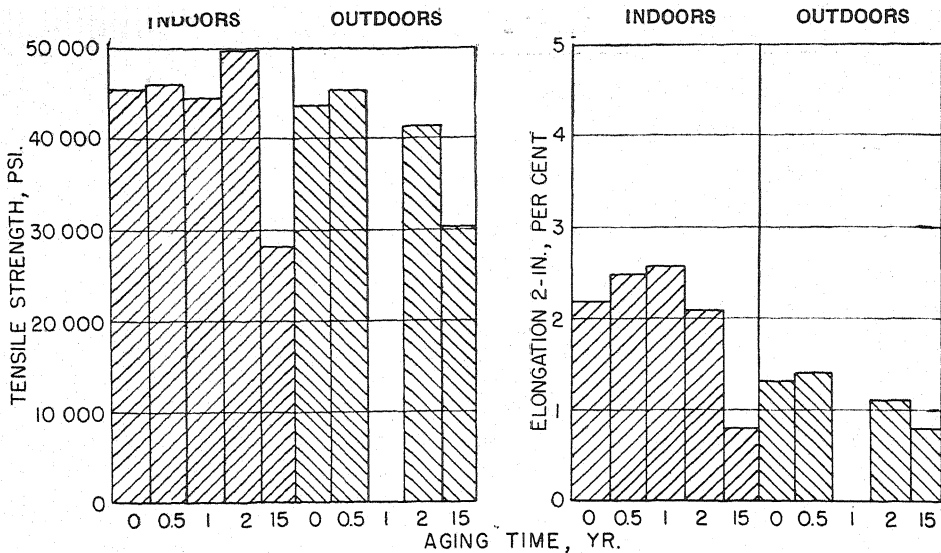 INDOORS OUTDOORS
50 000
40 000
30 000
20 000
10 000
0
TENSILE STRENGTH, PSI.
0 0.5 1 2 15 0 0.5 1 2 15
INDOORS OUTDOORS
5
4
3
2
1
0
ELONGATION 2-IN., PER CENT
0 0.5 1 2 15 0 0.5 1 2 15
AGING TIME, YR.